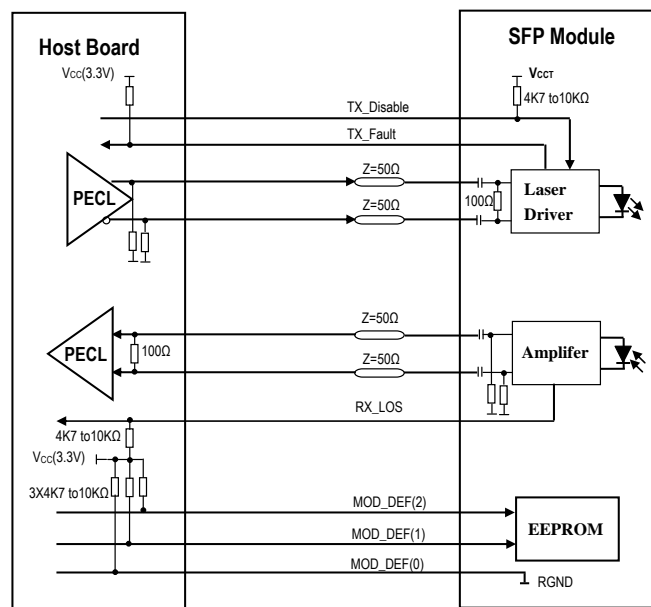 Host Board
SFP Module
Vcc(3.3V)
VCCT
4K7 to10KΩ
TX_Disable
TX_Fault
PECL
Z=50Ω
Z=50Ω
100Ω
Laser
Driver
PECL
100Ω
Z=50Ω
Z=50Ω
Amplifer
RX_LOS
4K7 to10KΩ
Vcc(3.3V)
3X4K7 to10KΩ
MOD_DEF(2)
MOD_DEF(1)
MOD_DEF(0)
EEPROM
RGND